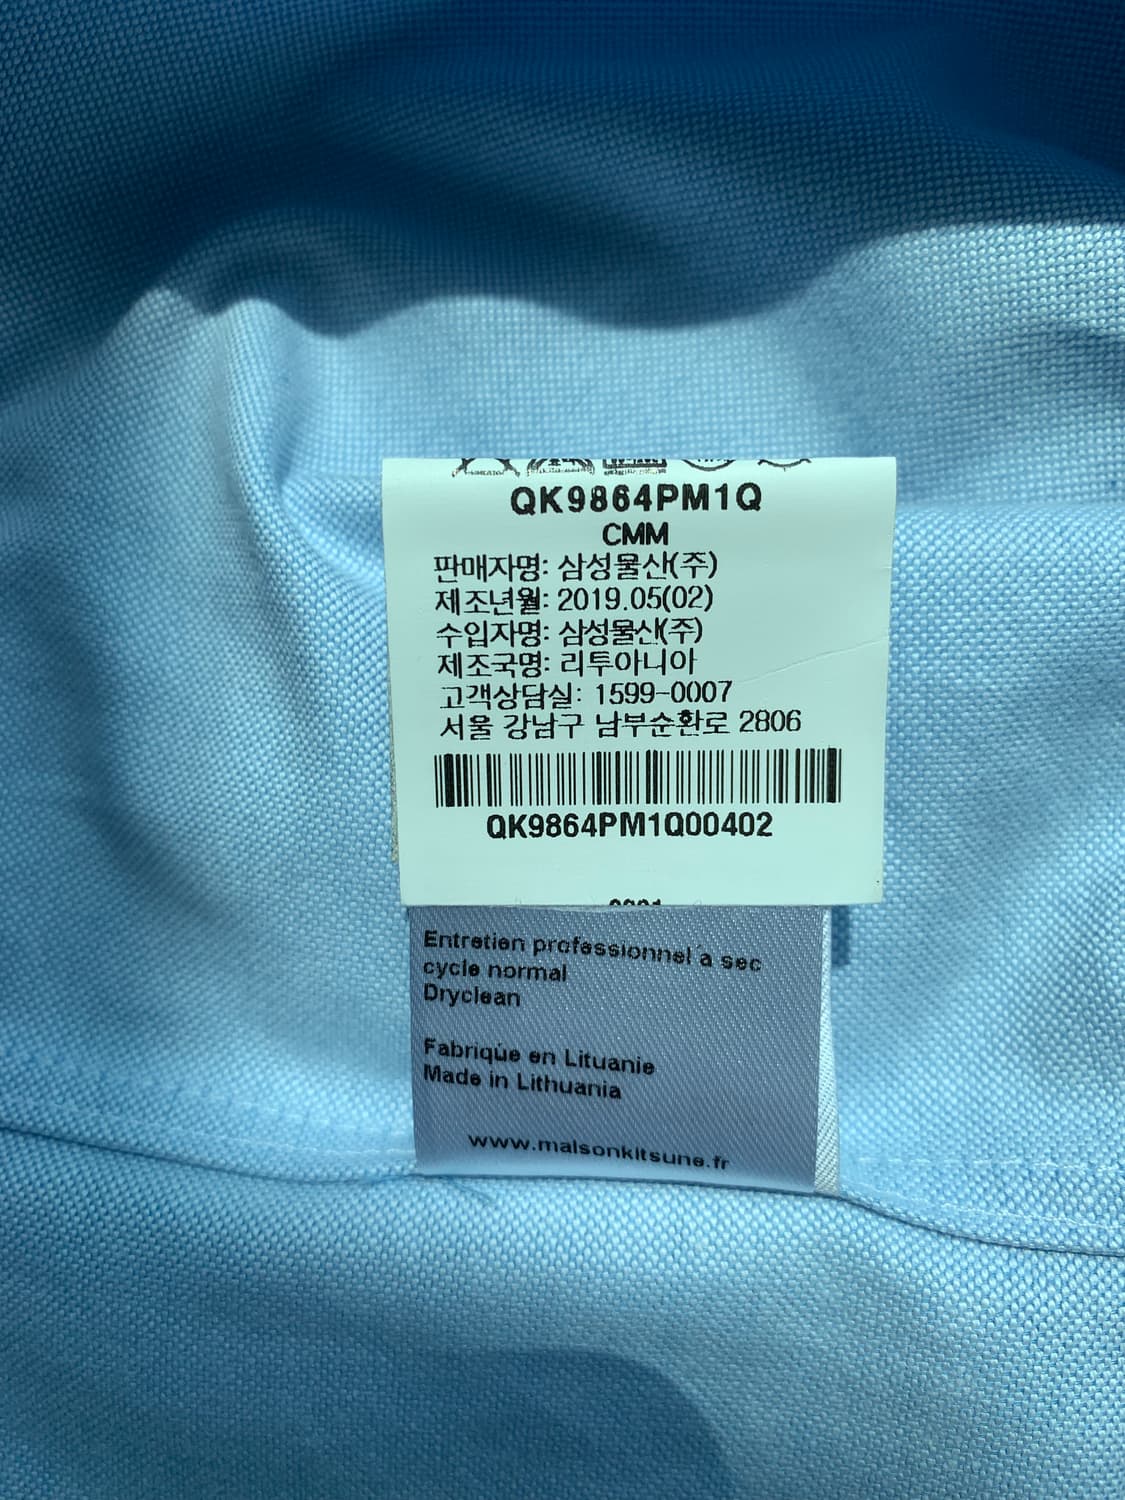 QK9864PM1Q
CMM
판매자명: 삼성물산(주)
제조년월: 2019.05(02)
수입자명: 삼성물산(주)
제조국명: 리투아니아
고객상담실: 1599-0007
서울 강남구 남부순환로 2806
QK9864PM1Q00402
Entretien professionnel à sec
cycle normal
Dryclean
Fabriqùe en Lituanie
Made in Lithuania
www.maisonkitsune.fr